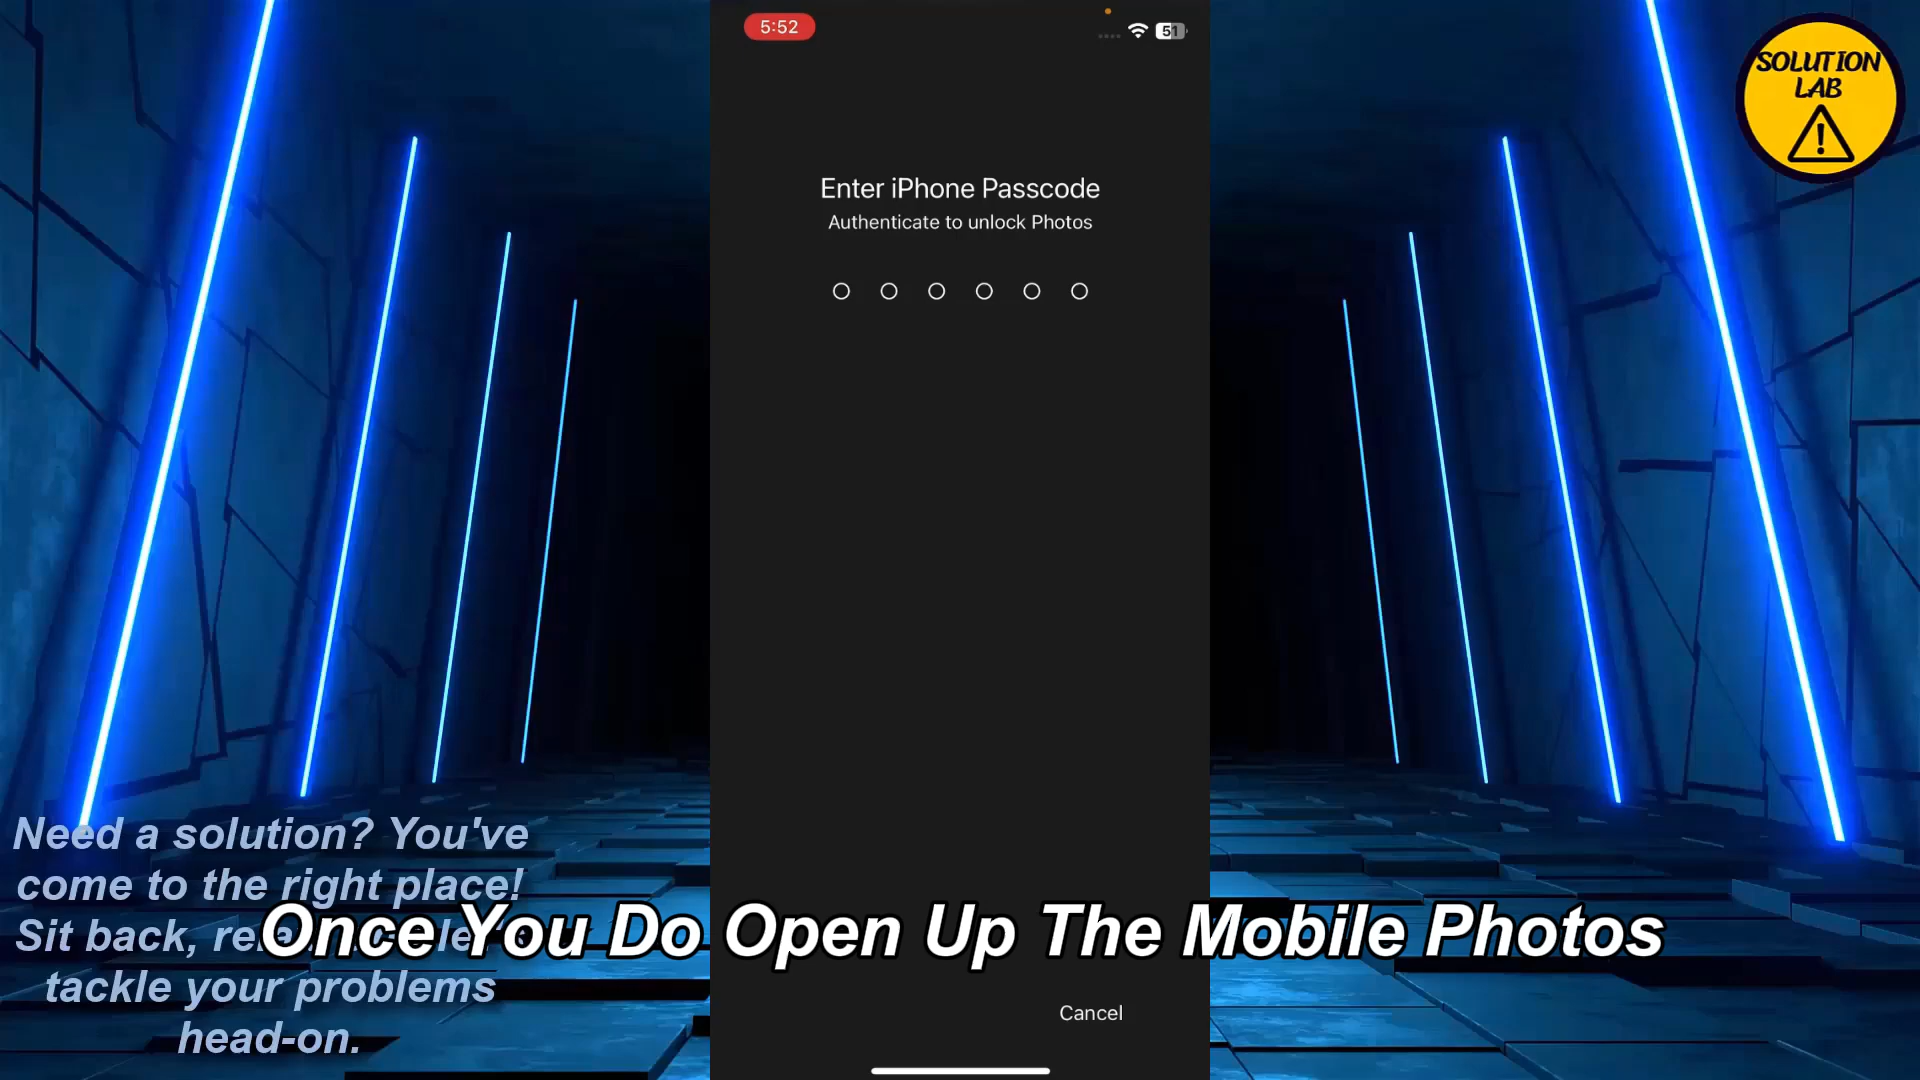 5:52
51
SOLUTION
LAB
Enter iPhone Passcode
Authenticate to unlock Photos
Need a solution? You've
come to the right place!
Sit back,
tackle your problems
head-on.
Once You Do Open Up The Mobile Photos
Cancel